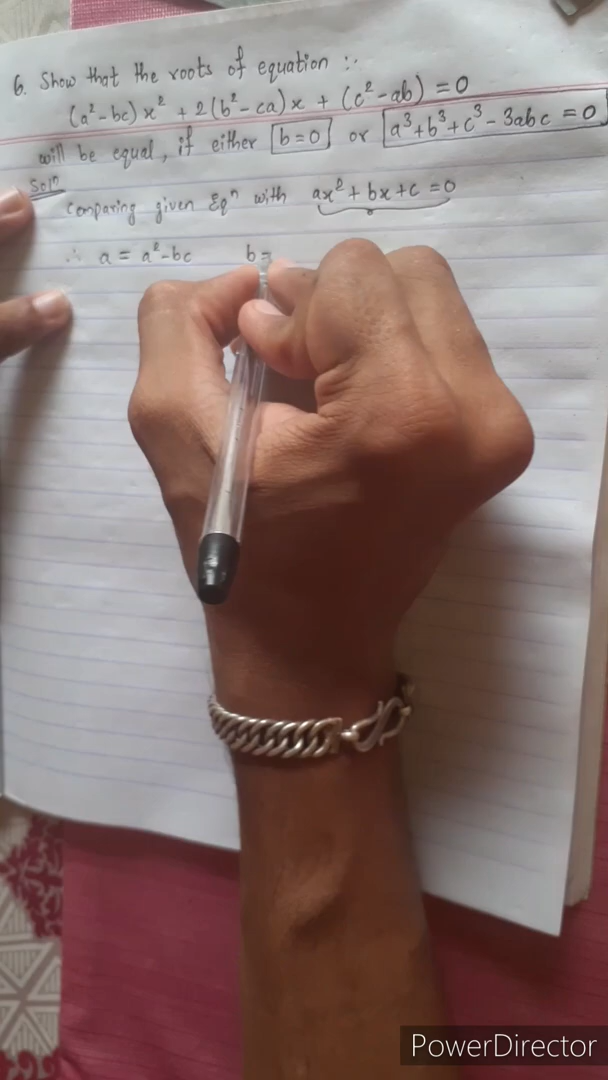 6. Show that the roots of equation :-
(a²-bc) x² + 2(b²-ca) x + (c²-ab) = 0
will be equal, if either b=0 or a³+b³+c³-3abc = 0
Solⁿ
Comparing given Eqⁿ with ax²+bx+c=0
∴ a = a²-bc b=
PowerDirector